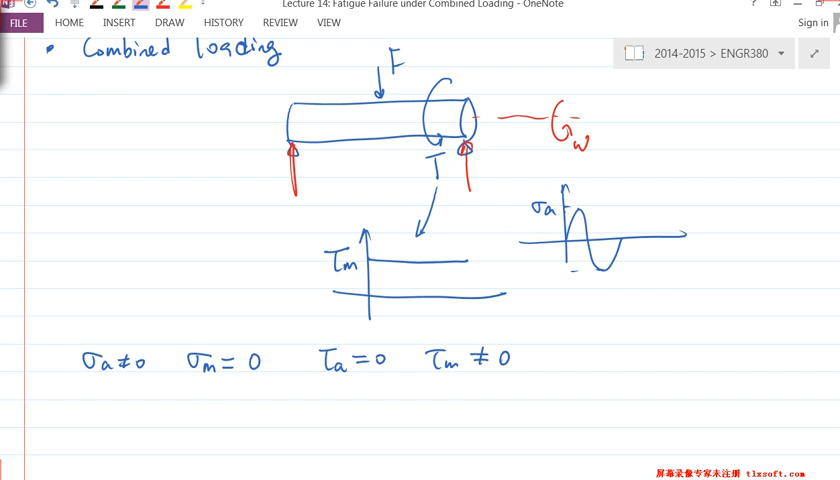 Lecture 14: Fatigue Failure under Combined Loading - OneNote
FILE HOME INSERT DRAW HISTORY REVIEW VIEW Sign in
2014-2015 > ENGR380
• Combined loading
F
ω
T
σa
τm
σa ≠ 0 σm = 0 τa = 0 τm ≠ 0
屏幕录像专家未注册 tlxsoft.com